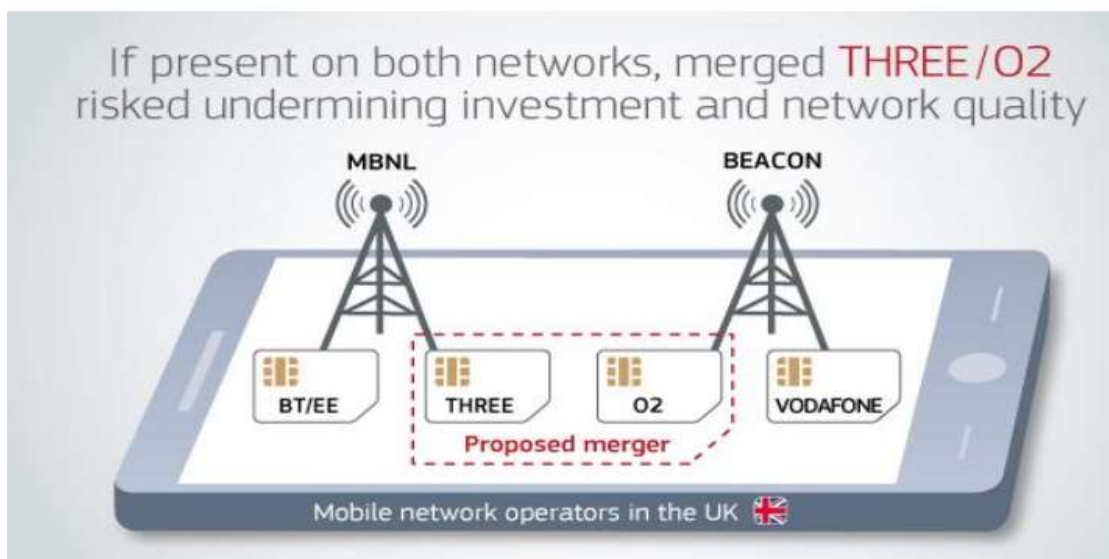 If present on both networks, merged THREE/O2
risked undermining investment and network quality
MBNL
BEACON
BT/EE
THREE
O2
VODAFONE
Proposed merger
Mobile network operators in the UK